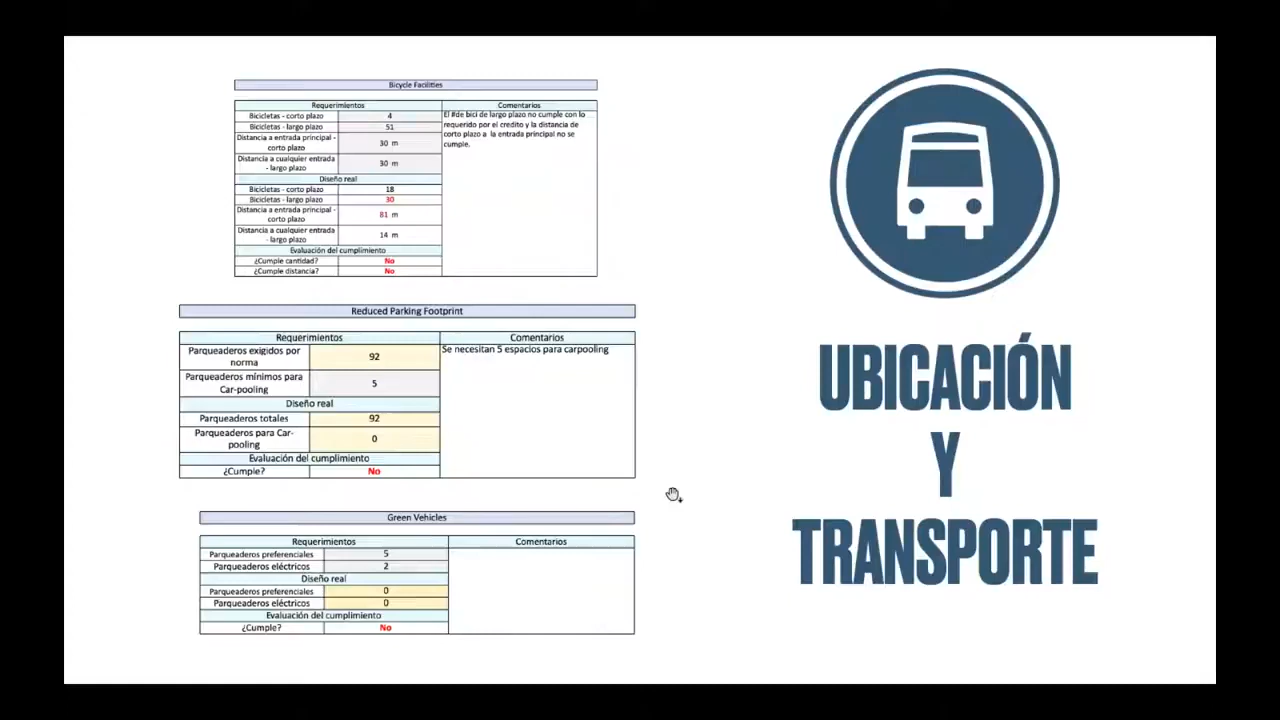 Bicycle Facilities
Requerimientos
Comentarios
Bicicletas - corto plazo
4
Bicicletas - largo plazo
51
Distancia a entrada principal -
corto plazo
30 m
Distancia a cualquier entrada
- largo plazo
30 m
El #de bici de largo plazo no cumple con lo
requerido por el credito y la distancia de
corto plazo a la entrada principal no se
cumple.
Diseño real
Bicicletas - corto plazo
18
Bicicletas - largo plazo
30
Distancia a entrada principal -
corto plazo
81 m
Distancia a cualquier entrada
- largo plazo
14 m
Evaluación del cumplimiento
¿Cumple cantidad?
No
¿Cumple distancia?
No
Reduced Parking Footprint
Requerimientos
Comentarios
Parqueaderos exigidos por
norma
92
Se necesitan 5 espacios para carpooling
Parqueaderos mínimos para
Car-pooling
5
Diseño real
Parqueaderos totales
92
Parqueaderos para Car-
pooling
0
Evaluación del cumplimiento
¿Cumple?
No
Green Vehicles
Requerimientos
Comentarios
Parqueaderos preferenciales
5
Parqueaderos eléctricos
2
Diseño real
Parqueaderos preferenciales
0
Parqueaderos eléctricos
0
Evaluación del cumplimiento
¿Cumple?
No
UBICACIÓN
Y
TRANSPORTE